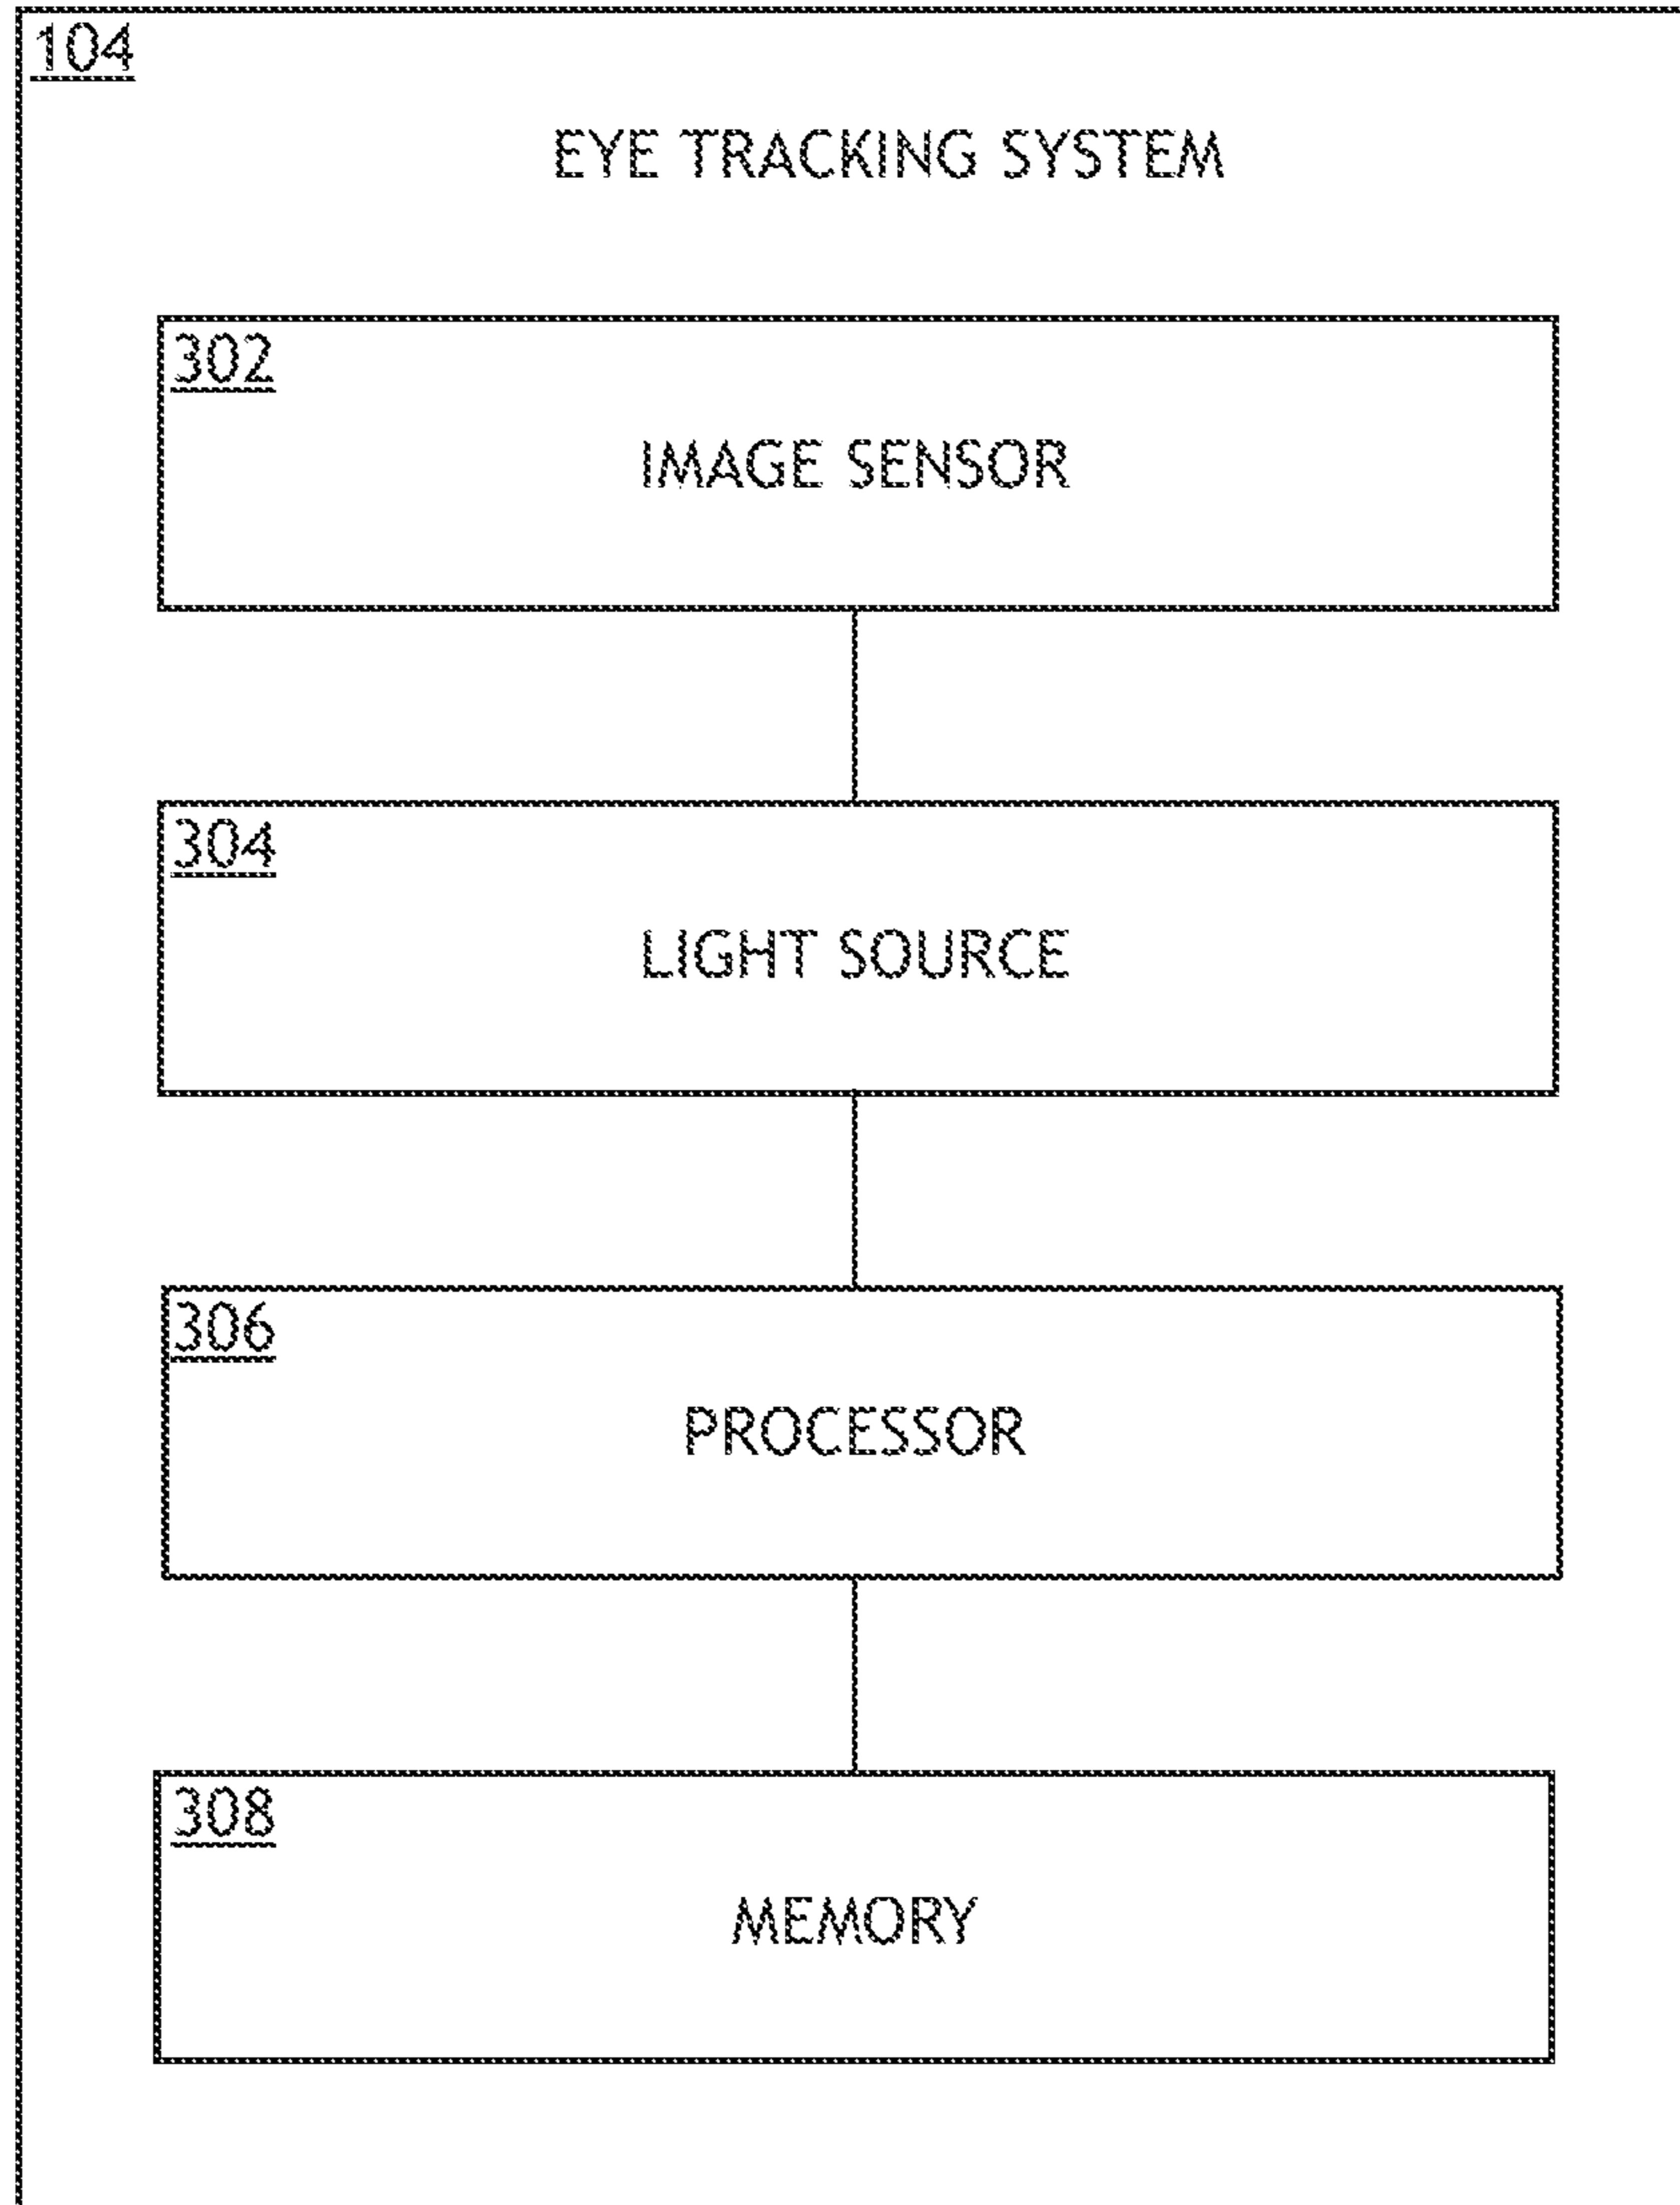 104
EYE TRACKING SYSTEM
302
IMAGE SENSOR
304
LIGHT SOURCE
306
PROCESSOR
308
MEMORY